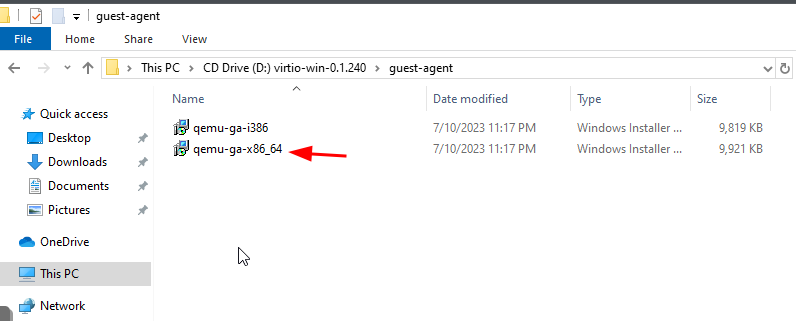 guest-agent
File Home Share View
This PC CD Drive (D:) virtio-win-0.1.240 guest-agent
Name Date modified Type Size
Quick access
Desktop
Downloads
Documents
Pictures
OneDrive
This PC
Network
qemu-ga-i386 7/10/2023 11:17 PM Windows Installer ... 9,819 KB
qemu-ga-x86_64 7/10/2023 11:17 PM Windows Installer ... 9,921 KB